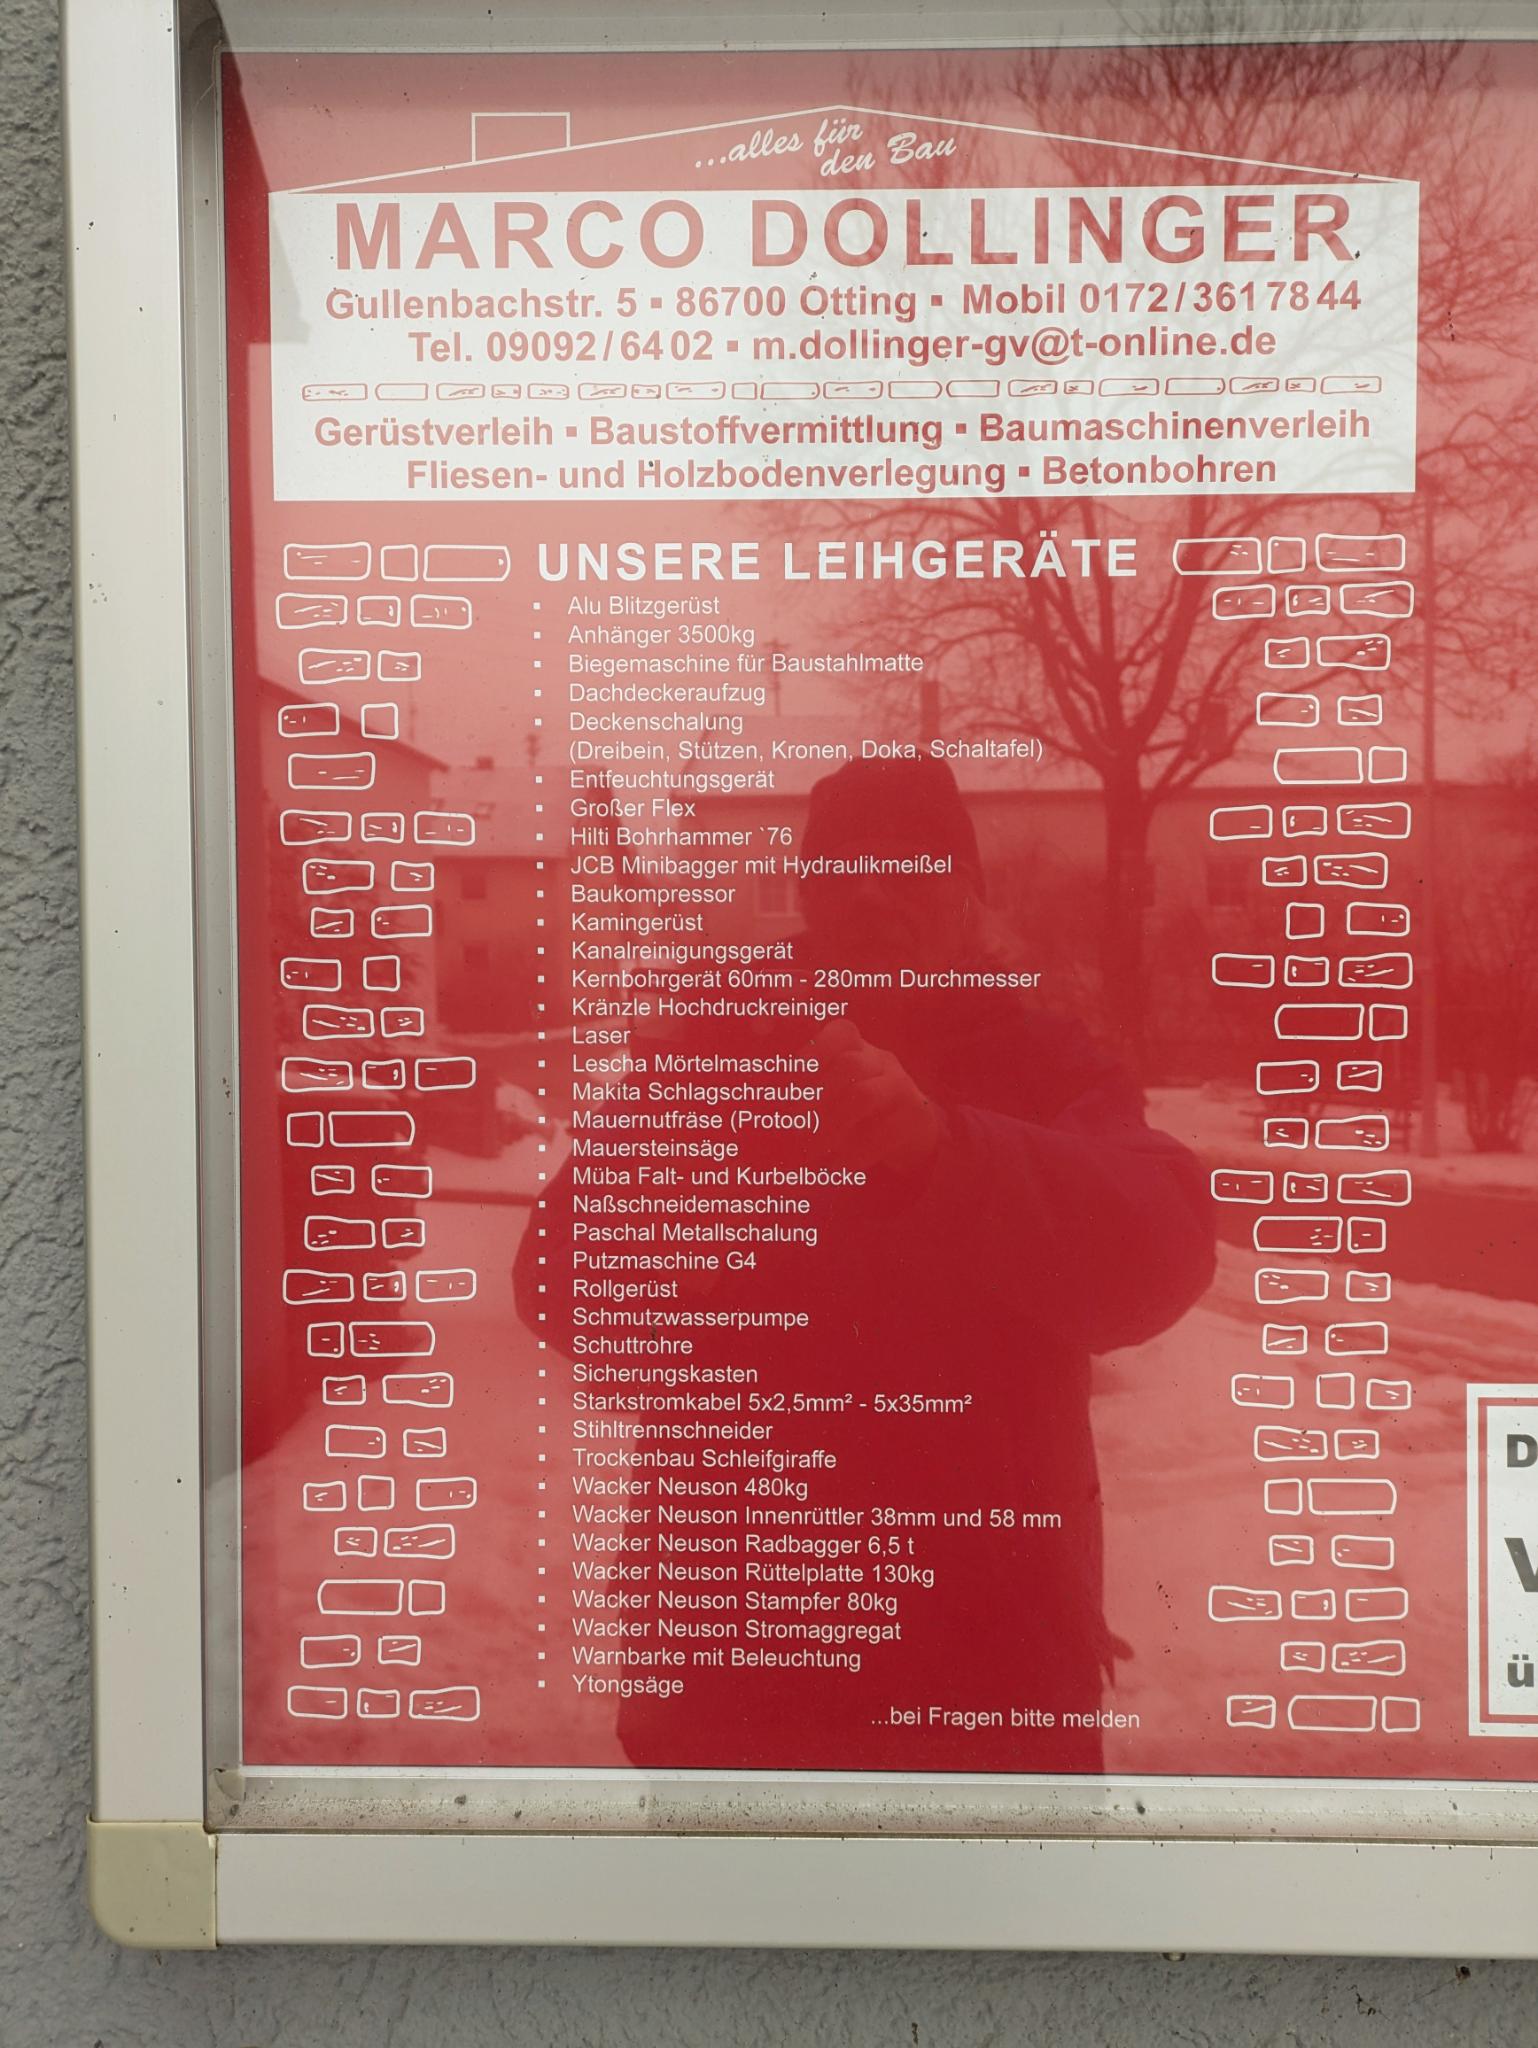 ...alles für
den Bau
MARCO DOLLINGER
Gullenbachstr. 5 ▪ 86700 Otting ▪ Mobil 0172/361 78 44
Tel. 09092/64 02 ▪ m.dollinger-gv@t-online.de
Gerüstverleih ▪ Baustoffvermittlung ▪ Baumaschinenverleih
Fliesen- und Holzbodenverlegung ▪ Betonbohren
UNSERE LEIHGERÄTE
▪ Alu Blitzgerüst
▪ Anhänger 3500kg
▪ Biegemaschine für Baustahlmatte
▪ Dachdeckeraufzug
▪ Deckenschalung
(Dreibein, Stützen, Kronen, Doka, Schaltafel)
▪ Entfeuchtungsgerät
▪ Großer Flex
▪ Hilti Bohrhammer `76
▪ JCB Minibagger mit Hydraulikmeißel
▪ Baukompressor
▪ Kamingerüst
▪ Kanalreinigungsgerät
▪ Kernbohrgerät 60mm - 280mm Durchmesser
▪ Kränzle Hochdruckreiniger
▪ Laser
▪ Lescha Mörtelmaschine
▪ Makita Schlagschrauber
▪ Mauernutfräse (Protool)
▪ Mauersteinsäge
▪ Müba Falt- und Kurbelböcke
▪ Naßschneidemaschine
▪ Paschal Metallschalung
▪ Putzmaschine G4
▪ Rollgerüst
▪ Schmutzwasserpumpe
▪ Schuttrohre
▪ Sicherungskasten
▪ Starkstromkabel 5x2,5mm² - 5x35mm²
▪ Stihltrennschneider
▪ Trockenbau Schleifgiraffe
▪ Wacker Neuson 480kg
▪ Wacker Neuson Innenrüttler 38mm und 58 mm
▪ Wacker Neuson Radbagger 6,5 t
▪ Wacker Neuson Rüttelplatte 130kg
▪ Wacker Neuson Stampfer 80kg
▪ Wacker Neuson Stromaggregat
▪ Warnbarke mit Beleuchtung
▪ Ytongsäge
...bei Fragen bitte melden